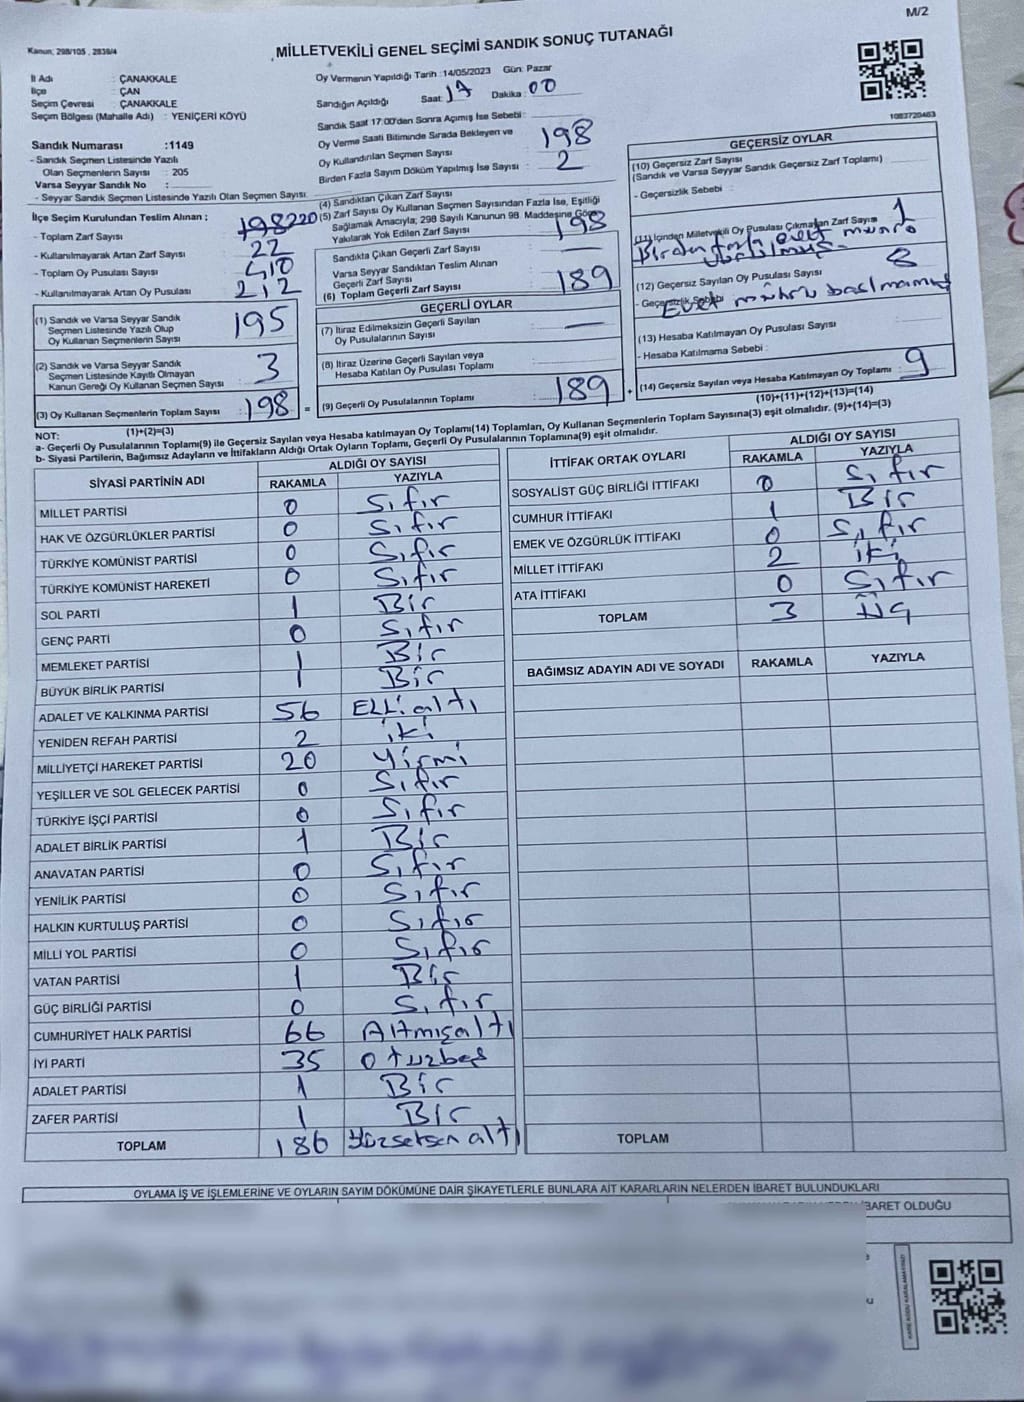 M/2
Kanun: 298/105 , 2839/4
MİLLETVEKİLİ GENEL SEÇİMİ SANDIK SONUÇ TUTANAĞI
İl Adı : ÇANAKKALE
İlçe : ÇAN
Seçim Çevresi : ÇANAKKALE
Seçim Bölgesi (Mahalle Adı) : YENİÇERİ KÖYÜ
Sandık Numarası :1149
- Sandık Seçmen Listesinde Yazılı
Olan Seçmenlerin Sayısı : 205
Varsa Seyyar Sandık No :
- Seyyar Sandık Seçmen Listesinde Yazılı Olan Seçmen Sayısı :
Oy Vermenin Yapıldığı Tarih :14/05/2023 Gün: Pazar
Sandığın Açıldığı Saat: 17 Dakika: 00
Sandık Saat 17:00'den Sonra Açımış İse Sebebi :
Oy Verme Saati Bitiminde Sırada Bekleyen ve
Oy Kullandırılan Seçmen Sayısı 198
Birden Fazla Sayım Döküm Yapılmış İse Sayısı : 2
1083720463
İlçe Seçim Kurulundan Teslim Alınan ;
- Toplam Zarf Sayısı : 198 220
- Kullanılmayarak Artan Zarf Sayısı : 22
- Toplam Oy Pusulası Sayısı : 410
- Kullanılmayarak Artan Oy Pusulası : 212
(1) Sandık ve Varsa Seyyar Sandık
Seçmen Listesinde Yazılı Olup
Oy Kullanan Seçmenlerin Sayısı : 195
(2) Sandık ve Varsa Seyyar Sandık
Seçmen Listesinde Kayıtlı Olmayan
Kanun Gereği Oy Kullanan Seçmen Sayısı : 3
(3) Oy Kullanan Seçmenlerin Toplam Sayısı : 198 =
(1)+(2)=(3)
(4) Sandıktan Çıkan Zarf Sayısı
(5) Zarf Sayısı Oy Kullanan Seçmen Sayısından Fazla İse, Eşitliği
Sağlamak Amacıyla; 298 Sayılı Kanunun 98. Maddesine Göre
Yakılarak Yok Edilen Zarf Sayısı 198
Sandıkta Çıkan Geçerli Zarf Sayısı : —
Varsa Seyyar Sandıktan Teslim Alınan
Geçerli Zarf Sayısı
(6) Toplam Geçerli Zarf Sayısı : 189
GEÇERLİ OYLAR
(7) İtiraz Edilmeksizin Geçerli Sayılan
Oy Pusulalarının Sayısı : —
(8) İtiraz Üzerine Geçerli Sayılan veya
Hesaba Katılan Oy Pusulası Toplamı
(9) Geçerli Oy Pusulalarının Toplamı : 189 +
GEÇERSİZ OYLAR
(10) Geçersiz Zarf Sayısı
(Sandık ve Varsa Seyyar Sandık Geçersiz Zarf Toplamı)
- Geçersizlik Sebebi :
(11) İçinden Milletvekili Oy Pusulası Çıkmayan Zarf Sayısı 1
Birden fazla evet
(12) Geçersiz Sayılan Oy Pusulası Sayısı 8
- Geçersizlik Sebebi Evet mührü basılmamış
(13) Hesaba Katılmayan Oy Pusulası Sayısı
- Hesaba Katılmama Sebebi :
(14) Geçersiz Sayılan veya Hesaba Katılmayan Oy Toplamı : 9
(10)+(11)+(12)+(13)=(14)
NOT:
a- Geçerli Oy Pusulalarının Toplamı(9) ile Geçersiz Sayılan veya Hesaba katılmayan Oy Toplamı(14) Toplamları, Oy Kullanan Seçmenlerin Toplam Sayısına(3) eşit olmalıdır. (9)+(14)=(3)
b- Siyasi Partilerin, Bağımsız Adayların ve İttifakların Aldığı Ortak Oyların Toplamı, Geçerli Oy Pusulalarının Toplamına(9) eşit olmalıdır.
SİYASİ PARTİNİN ADI ALDIĞI OY SAYISI
RAKAMLA YAZIYLA
MİLLET PARTİSİ 0 Sıfır
HAK VE ÖZGÜRLÜKLER PARTİSİ 0 Sıfır
TÜRKİYE KOMÜNİST PARTİSİ 0 Sıfır
TÜRKİYE KOMÜNİST HAREKETİ 0 Sıfır
SOL PARTİ 1 Bir
GENÇ PARTİ 0 Sıfır
MEMLEKET PARTİSİ 1 Bir
BÜYÜK BİRLİK PARTİSİ 1 Bir
ADALET VE KALKINMA PARTİSİ 56 Elli altı
YENİDEN REFAH PARTİSİ 2 iki
MİLLİYETÇİ HAREKET PARTİSİ 20 Yirmi
YEŞİLLER VE SOL GELECEK PARTİSİ 0 Sıfır
TÜRKİYE İŞÇİ PARTİSİ 0 Sıfır
ADALET BİRLİK PARTİSİ 1 Bir
ANAVATAN PARTİSİ 0 Sıfır
YENİLİK PARTİSİ 0 Sıfır
HALKIN KURTULUŞ PARTİSİ 0 Sıfır
MİLLİ YOL PARTİSİ 0 Sıfır
VATAN PARTİSİ 1 Bir
GÜÇ BİRLİĞİ PARTİSİ 0 Sıfır
CUMHURİYET HALK PARTİSİ 66 Altmışaltı
İYİ PARTİ 35 Otuzbeş
ADALET PARTİSİ 1 Bir
ZAFER PARTİSİ 1 Bir
TOPLAM 186 Yüzseksen altı
İTTİFAK ORTAK OYLARI ALDIĞI OY SAYISI
RAKAMLA YAZIYLA
SOSYALİST GÜÇ BİRLİĞİ İTTİFAKI 0 Sıfır
CUMHUR İTTİFAKI 1 Bir
EMEK VE ÖZGÜRLÜK İTTİFAKI 0 Sıfır
MİLLET İTTİFAKI 2 iki
ATA İTTİFAKI 0 Sıfır
TOPLAM 3 Üç
BAĞIMSIZ ADAYIN ADI VE SOYADI RAKAMLA YAZIYLA
TOPLAM
OYLAMA İŞ VE İŞLEMLERİNE VE OYLARIN SAYIM DÖKÜMÜNE DAİR ŞİKAYETLERLE BUNLARA AİT KARARLARIN NELERDEN İBARET BULUNDUKLARI
BARET OLDUĞU